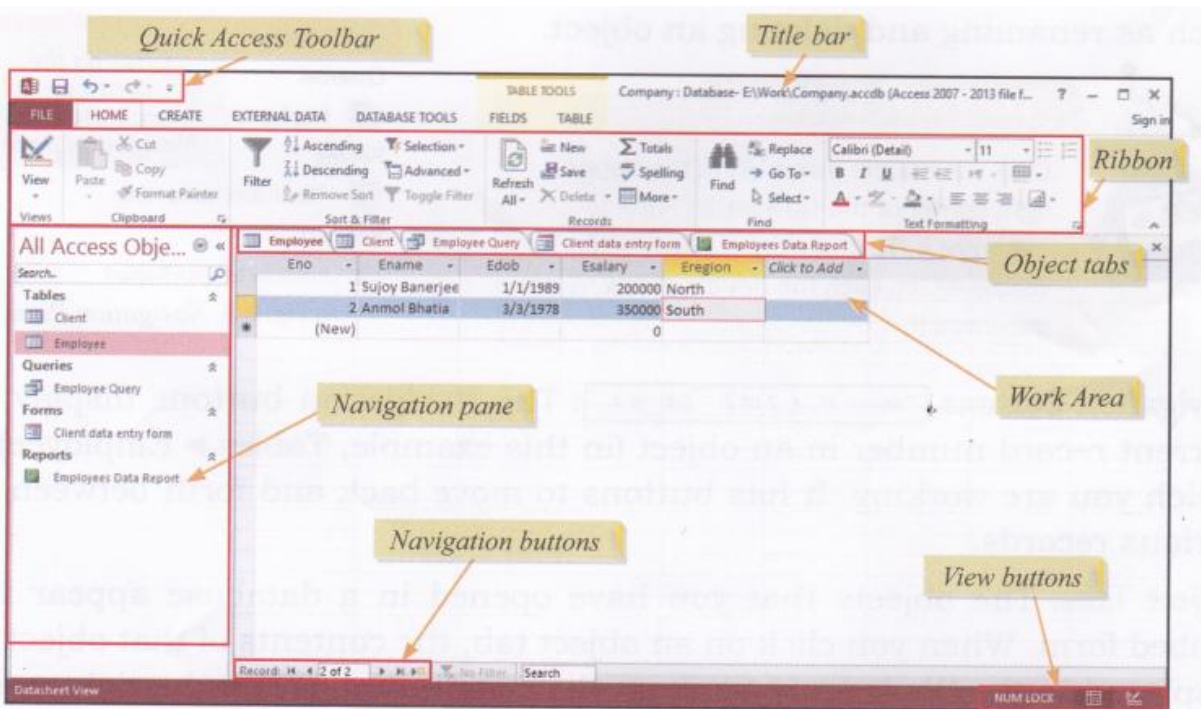 Quick Access Toolbar
Title bar
TABLE TOOLS
Company : Database- E:\Work\Company.accdb (Access 2007 - 2013 file f...
?
FILE HOME CREATE EXTERNAL DATA DATABASE TOOLS FIELDS TABLE
Sign in
View
Views
Paste
Cut
Copy
Format Painter
Clipboard
Filter
Ascending
Descending
Remove Sort
Selection
Advanced
Toggle Filter
Sort & Filter
Refresh
All
New
Save
Delete
Totals
Spelling
More
Records
Find
Replace
Go To
Select
Find
Calibri (Detail) 11
B I U
A
Text Formatting
Ribbon
All Access Obje...
Search..
Tables
Client
Employee
Queries
Employee Query
Forms
Client data entry form
Reports
Employees Data Report
Employee Client Employee Query Client data entry form Employees Data Report
Object tabs
Eno Ename Edob Esalary Eregion Click to Add
1 Sujoy Banerjee 1/1/1989 200000 North
2 Anmol Bhatia 3/3/1978 350000 South
(New) 0
Work Area
Navigation pane
Navigation buttons
View buttons
Record: 2 of 2 No Filter Search
Datasheet View NUM LOCK